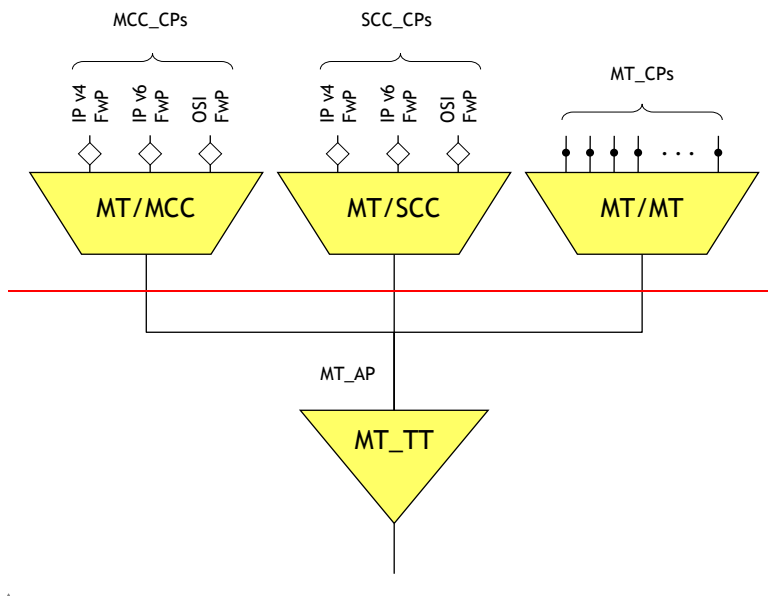 MCC_CPs
SCC_CPs
MT_CPs
IP v4
FwP
IP v6
FwP
OSI
FwP
IP v4
FwP
IP v6
FwP
OSI
FwP
. . .
MT/MCC
MT/SCC
MT/MT
MT_AP
MT_TT